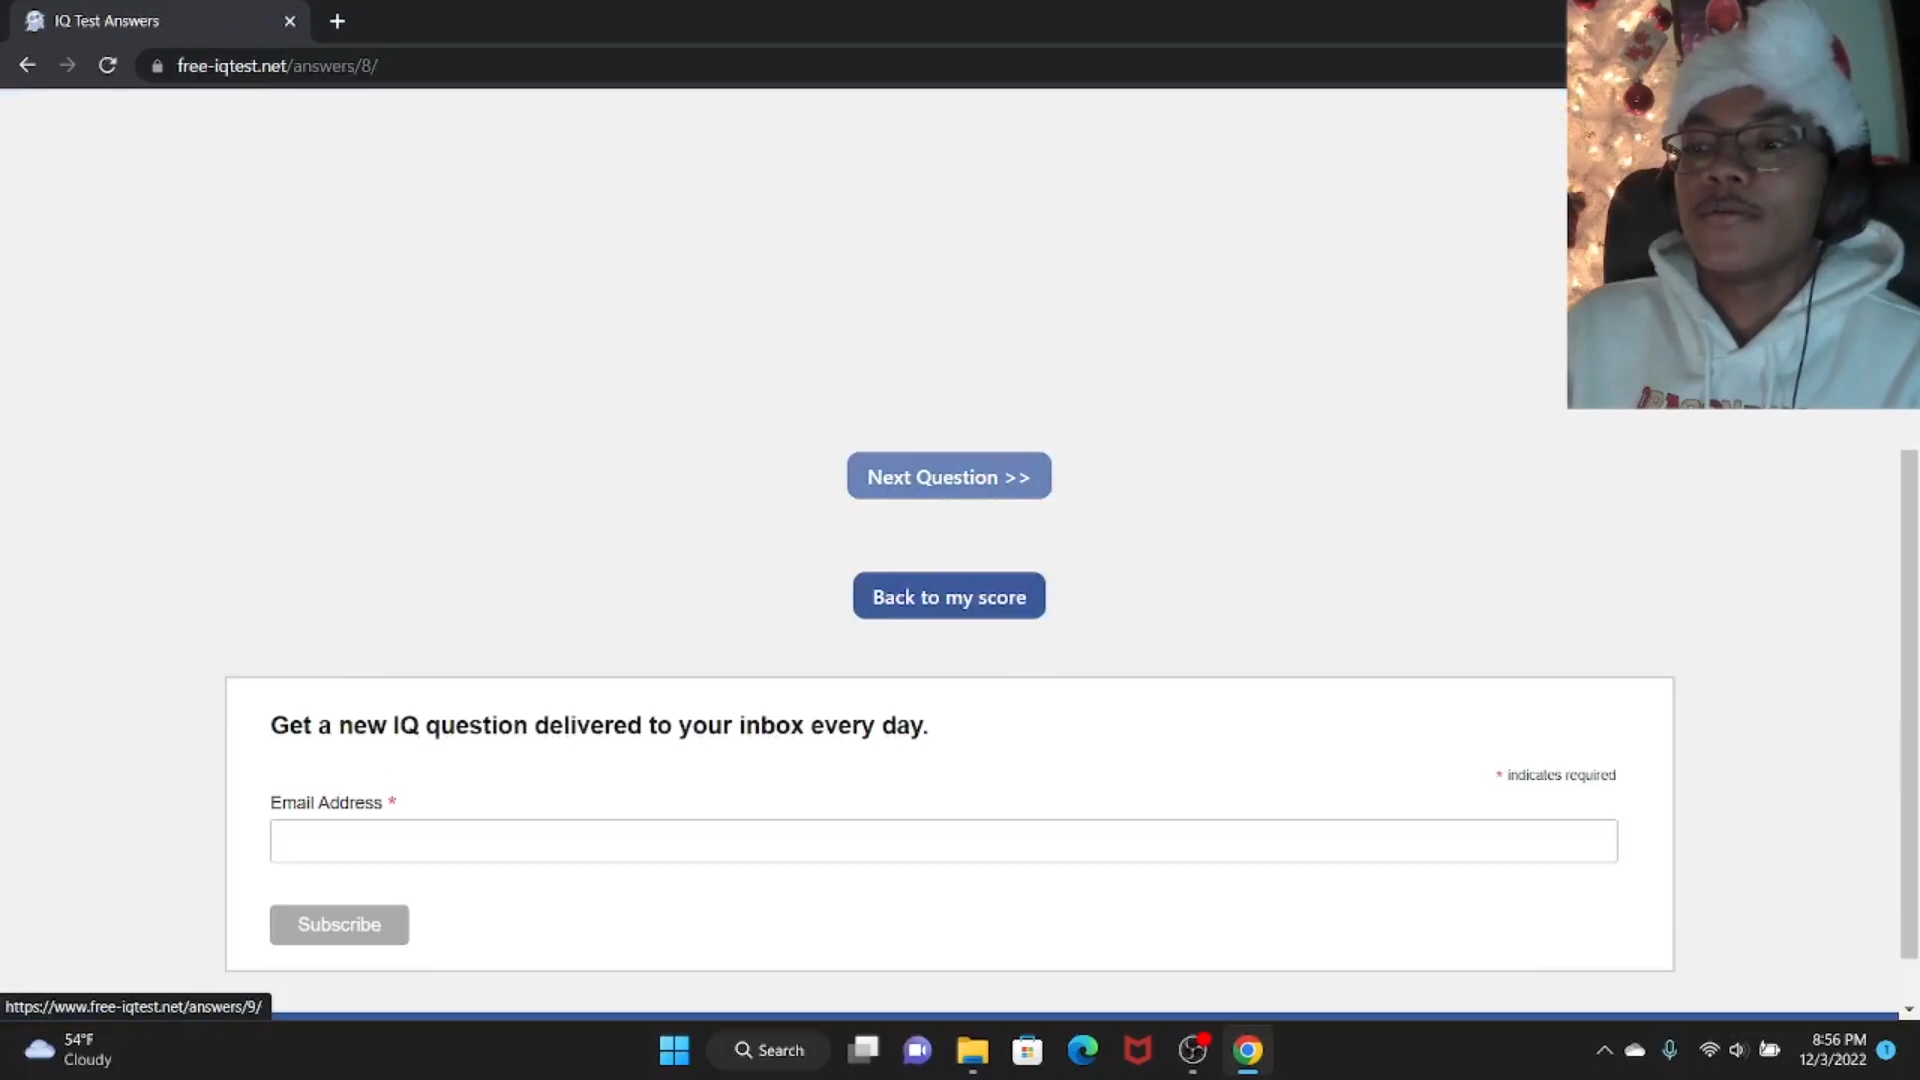 IQ Test Answers
free-iqtest.net/answers/8/
Next Question >>
Back to my score
Get a new IQ question delivered to your inbox every day.
* indicates required
Email Address *
Subscribe
https://www.free-iqtest.net/answers/9/
54°F
Cloudy
Search
8:56 PM
12/3/2022
1